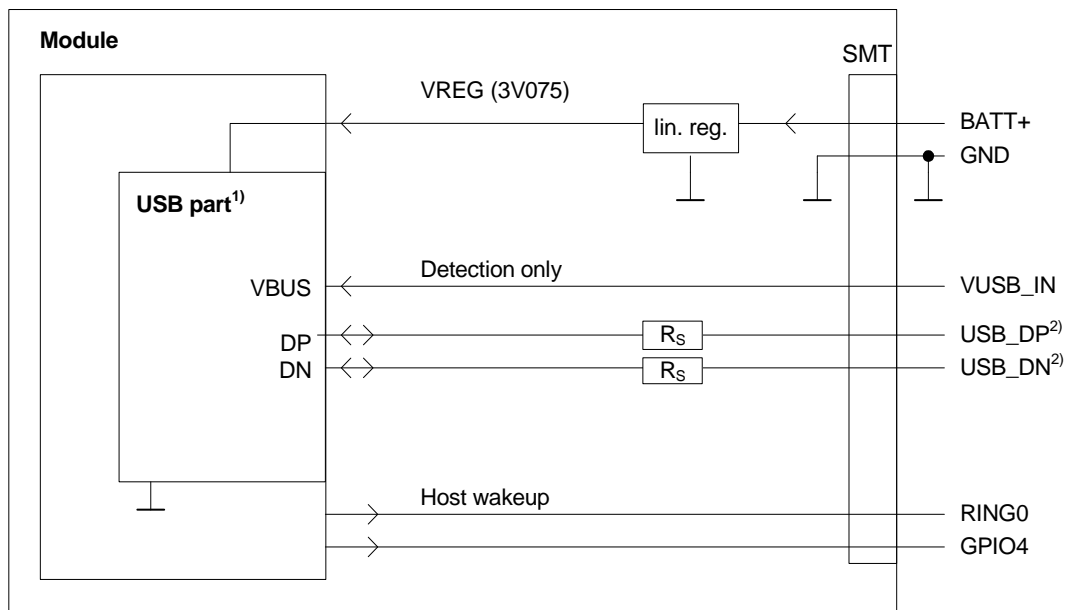 Module
SMT
VREG (3V075)
lin. reg.
BATT+
GND
USB part1)
Detection only
VBUS
VUSB_IN
DP
RS
USB_DP2)
DN
RS
USB_DN2)
Host wakeup
RING0
GPIO4